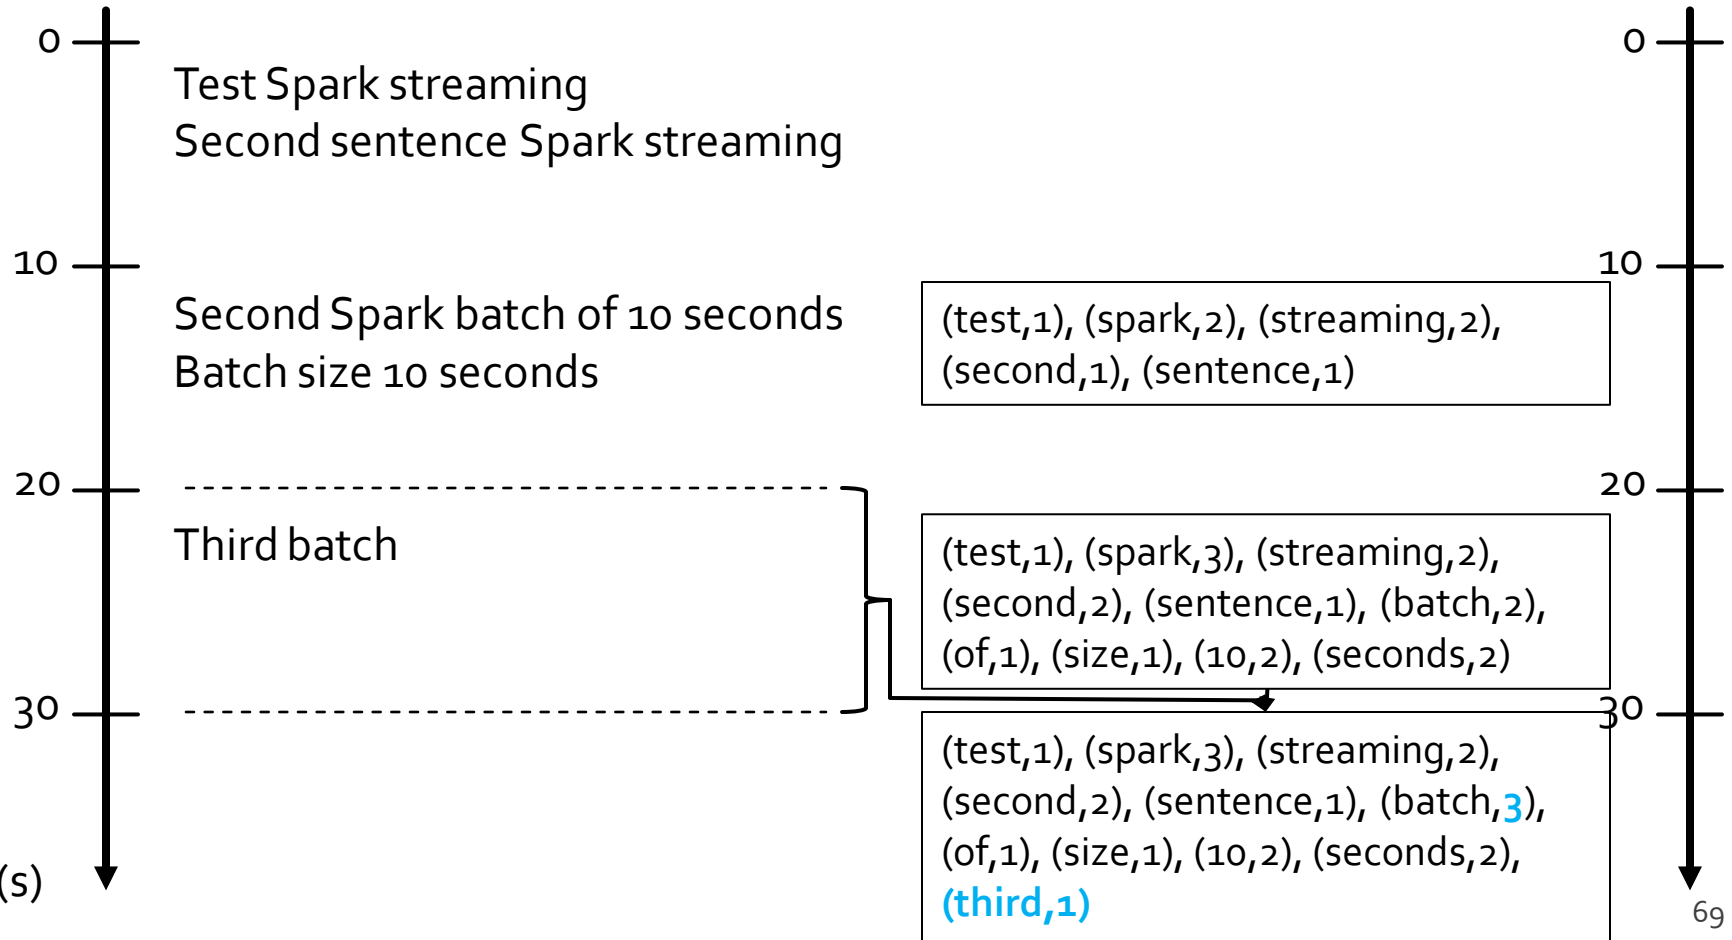 0
Test Spark streaming
Second sentence Spark streaming
10
Second Spark batch of 10 seconds
Batch size 10 seconds
20
Third batch
30
(s)
(test,1), (spark,2), (streaming,2),
(second,1), (sentence,1)
(test,1), (spark,3), (streaming,2),
(second,2), (sentence,1), (batch,2),
(of,1), (size,1), (10,2), (seconds,2)
(test,1), (spark,3), (streaming,2),
(second,2), (sentence,1), (batch,3),
(of,1), (size,1), (10,2), (seconds,2),
(third,1)
0
10
20
30
69